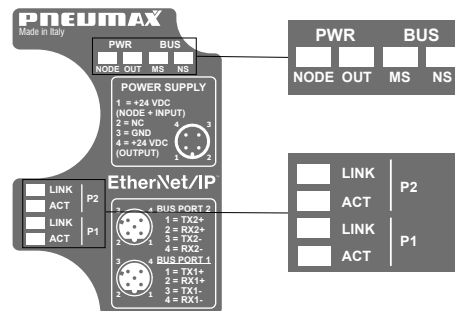 PNEUMAX
Made in Italy
PWR BUS
NODE OUT MS NS
POWER SUPPLY
1 = +24 VDC
(NODE + INPUT)
2 = NC
3 = GND
4 = +24 VDC
(OUTPUT)
4 3
1 2
EtherNet/IP
LINK
ACT
P2
LINK
ACT
P1
BUS PORT 2
1 = TX2+
2 = RX2+
3 = TX2-
4 = RX2-
3 4
2 1
BUS PORT 1
1 = TX1+
2 = RX1+
3 = TX1-
4 = RX1-
3 4
2 1
PWR BUS
NODE OUT MS NS
LINK
ACT
P2
LINK
ACT
P1